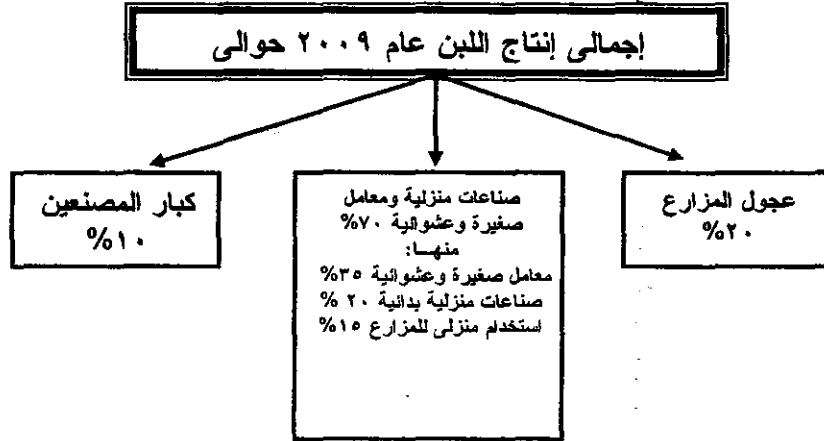 إجمالى إنتاج اللبن عام ٢٠٠٩ حوالى
عجول المزارع
٢٠%
صناعات منزلية ومعامل
صغيرة وعشوائية ٧٠%
منهـا:
معامل صغيرة وعشوائية ٣٥%
صناعات منزلية بدائية ٢٠ %
استخدام منزلى للمزارع ١٥%
كبار المصنعين
١٠%